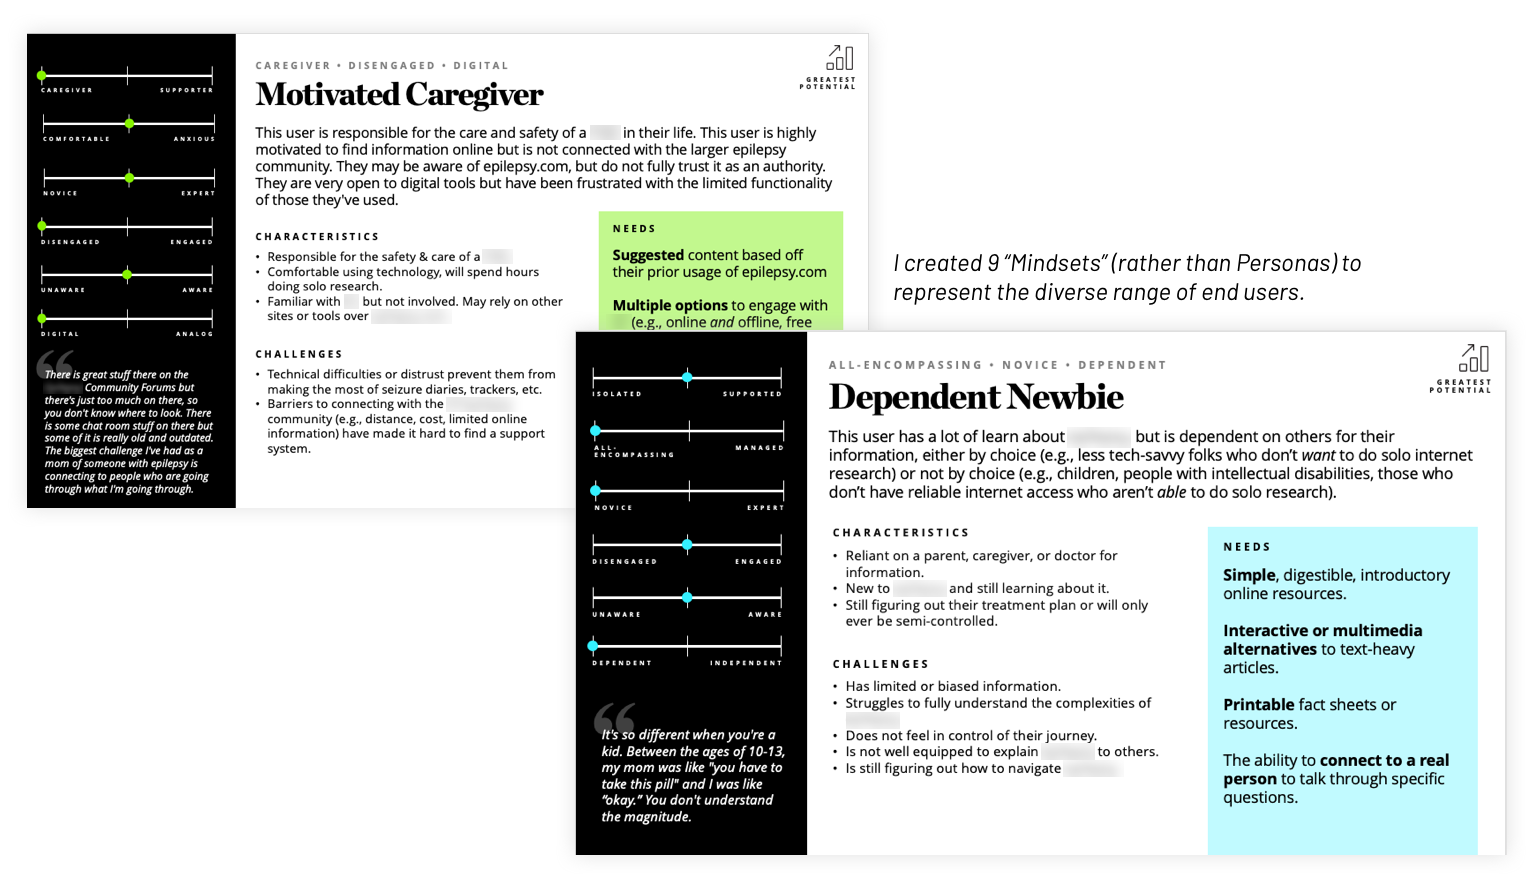 CAREGIVER
SUPPORTER
COMFORTABLE
ANXIOUS
NOVICE
EXPERT
DISENGAGED
ENGAGED
UNAWARE
AWARE
DIGITAL
ANALOG
“
There is great stuff there on the
Community Forums but
there's just too much on there, so
you don't know where to look. There
is some chat room stuff on there but
some of it is really old and outdated.
The biggest challenge I've had as a
mom of someone with epilepsy is
connecting to people who are going
through what I'm going through.
CAREGIVER • DISENGAGED • DIGITAL
Motivated Caregiver
GREATEST
POTENTIAL
This user is responsible for the care and safety of a in their life. This user is highly
motivated to find information online but is not connected with the larger epilepsy
community. They may be aware of epilepsy.com, but do not fully trust it as an authority.
They are very open to digital tools but have been frustrated with the limited functionality
of those they've used.
CHARACTERISTICS
• Responsible for the safety & care of a
• Comfortable using technology, will spend hours
doing solo research.
• Familiar with but not involved. May rely on other
sites or tools over
CHALLENGES
• Technical difficulties or distrust prevent them from
making the most of seizure diaries, trackers, etc.
• Barriers to connecting with the
community (e.g., distance, cost, limited online
information) have made it hard to find a support
system.
NEEDS
Suggested content based off
their prior usage of epilepsy.com
Multiple options to engage with
(e.g., online and offline, free
I created 9 “Mindsets” (rather than Personas) to
represent the diverse range of end users.
ISOLATED
SUPPORTED
ALL-
ENCOMPASSING
MANAGED
NOVICE
EXPERT
DISENGAGED
ENGAGED
UNAWARE
AWARE
DEPENDENT
INDEPENDENT
“
It's so different when you're a
kid. Between the ages of 10-13,
my mom was like "you have to
take this pill" and I was like
“okay.” You don't understand
the magnitude.
ALL-ENCOMPASSING • NOVICE • DEPENDENT
Dependent Newbie
GREATEST
POTENTIAL
This user has a lot of learn about but is dependent on others for their
information, either by choice (e.g., less tech-savvy folks who don’t want to do solo internet
research) or not by choice (e.g., children, people with intellectual disabilities, those who
don’t have reliable internet access who aren’t able to do solo research).
CHARACTERISTICS
• Reliant on a parent, caregiver, or doctor for
information.
• New to and still learning about it.
• Still figuring out their treatment plan or will only
ever be semi-controlled.
CHALLENGES
• Has limited or biased information.
• Struggles to fully understand the complexities of
• Does not feel in control of their journey.
• Is not well equipped to explain to others.
• Is still figuring out how to navigate
NEEDS
Simple, digestible, introductory
online resources.
Interactive or multimedia
alternatives to text-heavy
articles.
Printable fact sheets or
resources.
The ability to connect to a real
person to talk through specific
questions.